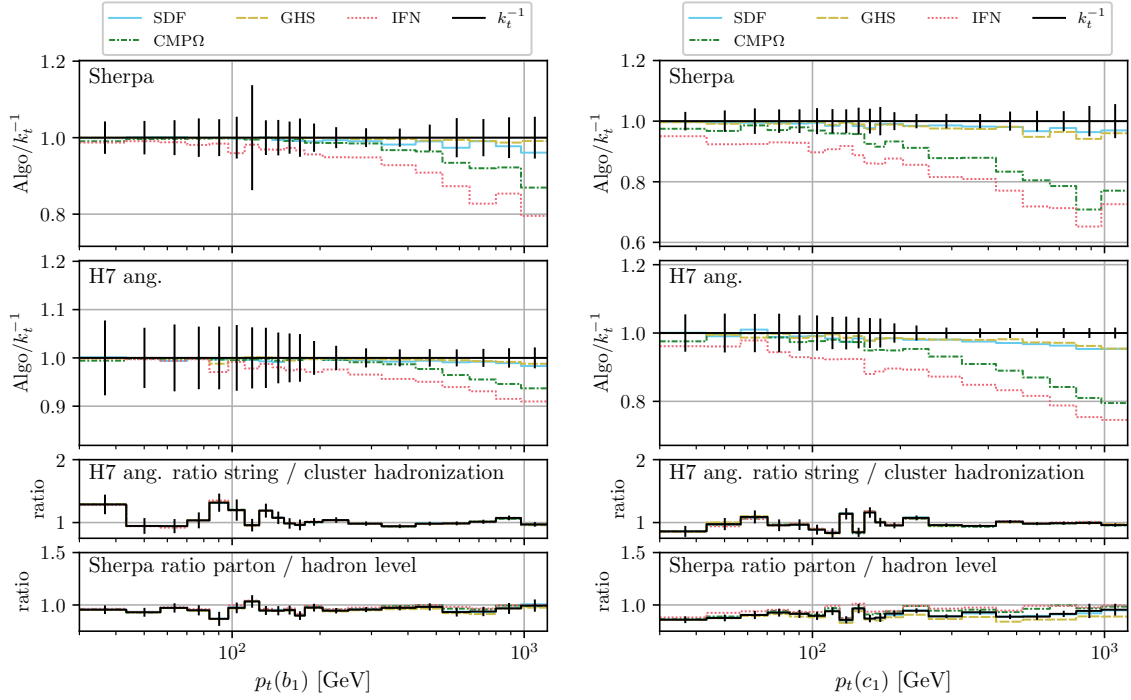 SDF GHS IFN $k_t^{-1}$
CMPΩ
Sherpa
Algo/$k_t^{-1}$
1.2
1.0
0.8
H7 ang.
Algo/$k_t^{-1}$
1.1
1.0
0.9
H7 ang. ratio string / cluster hadronization
ratio
2
1
Sherpa ratio parton / hadron level
ratio
1.5
1.0
$10^2$ $10^3$
$p_t(b_1)$ [GeV]
SDF GHS IFN $k_t^{-1}$
CMPΩ
Sherpa
Algo/$k_t^{-1}$
1.2
1.0
0.8
0.6
H7 ang.
Algo/$k_t^{-1}$
1.2
1.0
0.8
H7 ang. ratio string / cluster hadronization
ratio
2
1
Sherpa ratio parton / hadron level
ratio
1.5
1.0
$10^2$ $10^3$
$p_t(c_1)$ [GeV]